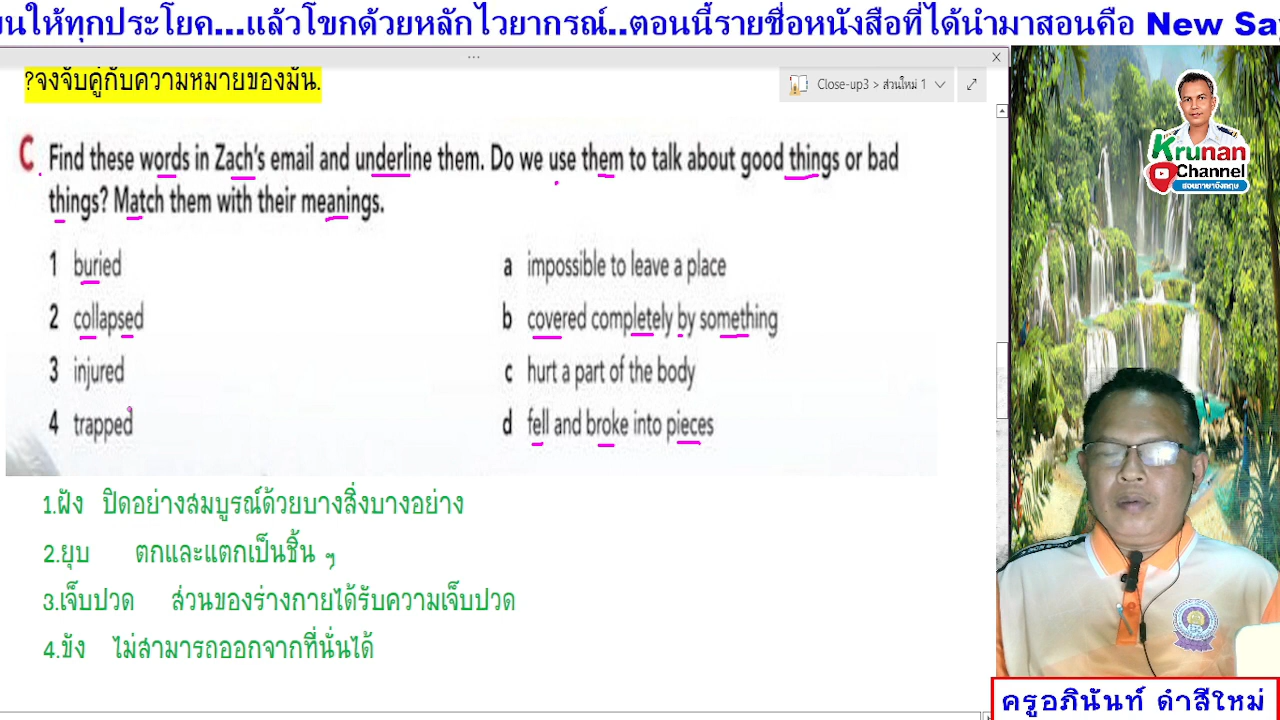 ยนให้ทุกประโยค...แล้วโขกด้วยหลักไวยากรณ์..ตอนนี้รายชื่อหนังสือที่ได้นำมาสอนคือ New Sa
?จงจับคู่กับความหมายของมัน.
Close-up3 > ส่วนใหม่ 1
Krunan
Channel
สอนภาษาอังกฤษ
C Find these words in Zach's email and underline them. Do we use them to talk about good things or bad
things? Match them with their meanings.
1 buried a impossible to leave a place
2 collapsed b covered completely by something
3 injured c hurt a part of the body
4 trapped d fell and broke into pieces
1.ฝัง ปิดอย่างสมบูรณ์ด้วยบางสิ่งบางอย่าง
2.ยุบ ตกและแตกเป็นชิ้น ๆ
3.เจ็บปวด ส่วนของร่างกายได้รับความเจ็บปวด
4.ขัง ไม่สามารถออกจากที่นั่นได้
ครูอภินันท์ ดำสีใหม่